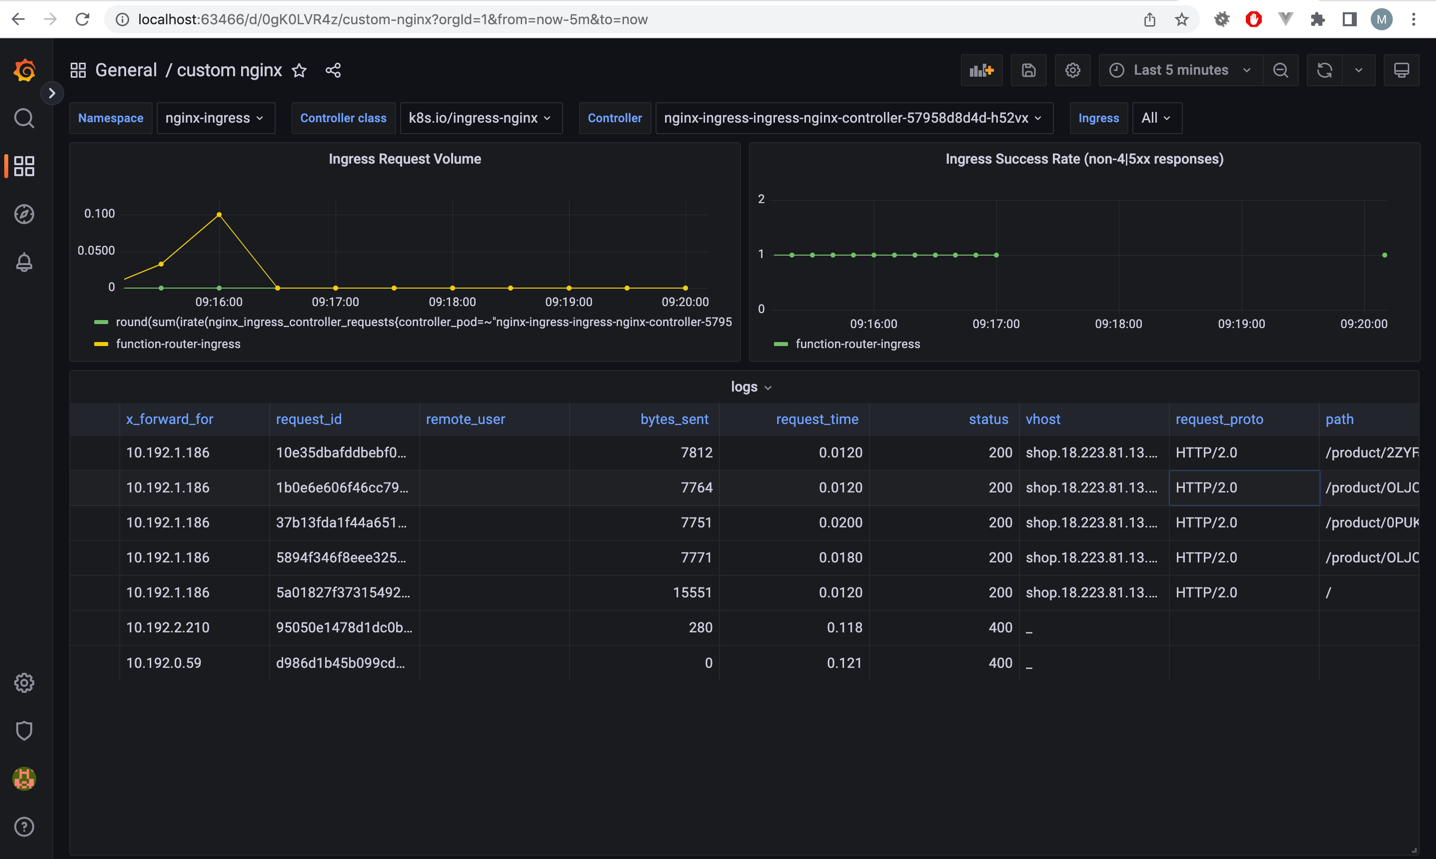 localhost:63466/d/0gK0LVR4z/custom-nginx?orgId=1&from=now-5m&to=now
M
General / custom nginx
Last 5 minutes
Namespace nginx-ingress Controller class k8s.io/ingress-nginx Controller nginx-ingress-ingress-nginx-controller-57958d8d4d-h52vx Ingress All
Ingress Request Volume
0.100
0.0500
0
09:16:00 09:17:00 09:18:00 09:19:00 09:20:00
round(sum(irate(nginx_ingress_controller_requests{controller_pod=~"nginx-ingress-ingress-nginx-controller-5795
function-router-ingress
Ingress Success Rate (non-4|5xx responses)
2
1
0
09:16:00 09:17:00 09:18:00 09:19:00 09:20:00
function-router-ingress
logs
x_forward_for request_id remote_user bytes_sent request_time status vhost request_proto path
10.192.1.186 10e35dbafddbebf0... 7812 0.0120 200 shop.18.223.81.13.... HTTP/2.0 /product/2ZYF
10.192.1.186 1b0e6e606f46cc79... 7764 0.0120 200 shop.18.223.81.13.... HTTP/2.0 /product/OLJC
10.192.1.186 37b13fda1f44a651... 7751 0.0200 200 shop.18.223.81.13.... HTTP/2.0 /product/0PUK
10.192.1.186 5894f346f8eee325... 7771 0.0180 200 shop.18.223.81.13.... HTTP/2.0 /product/OLJC
10.192.1.186 5a01827f37315492... 15551 0.0120 200 shop.18.223.81.13.... HTTP/2.0 /
10.192.2.210 95050e1478d1dc0b... 280 0.118 400 _
10.192.0.59 d986d1b45b099cd... 0 0.121 400 _